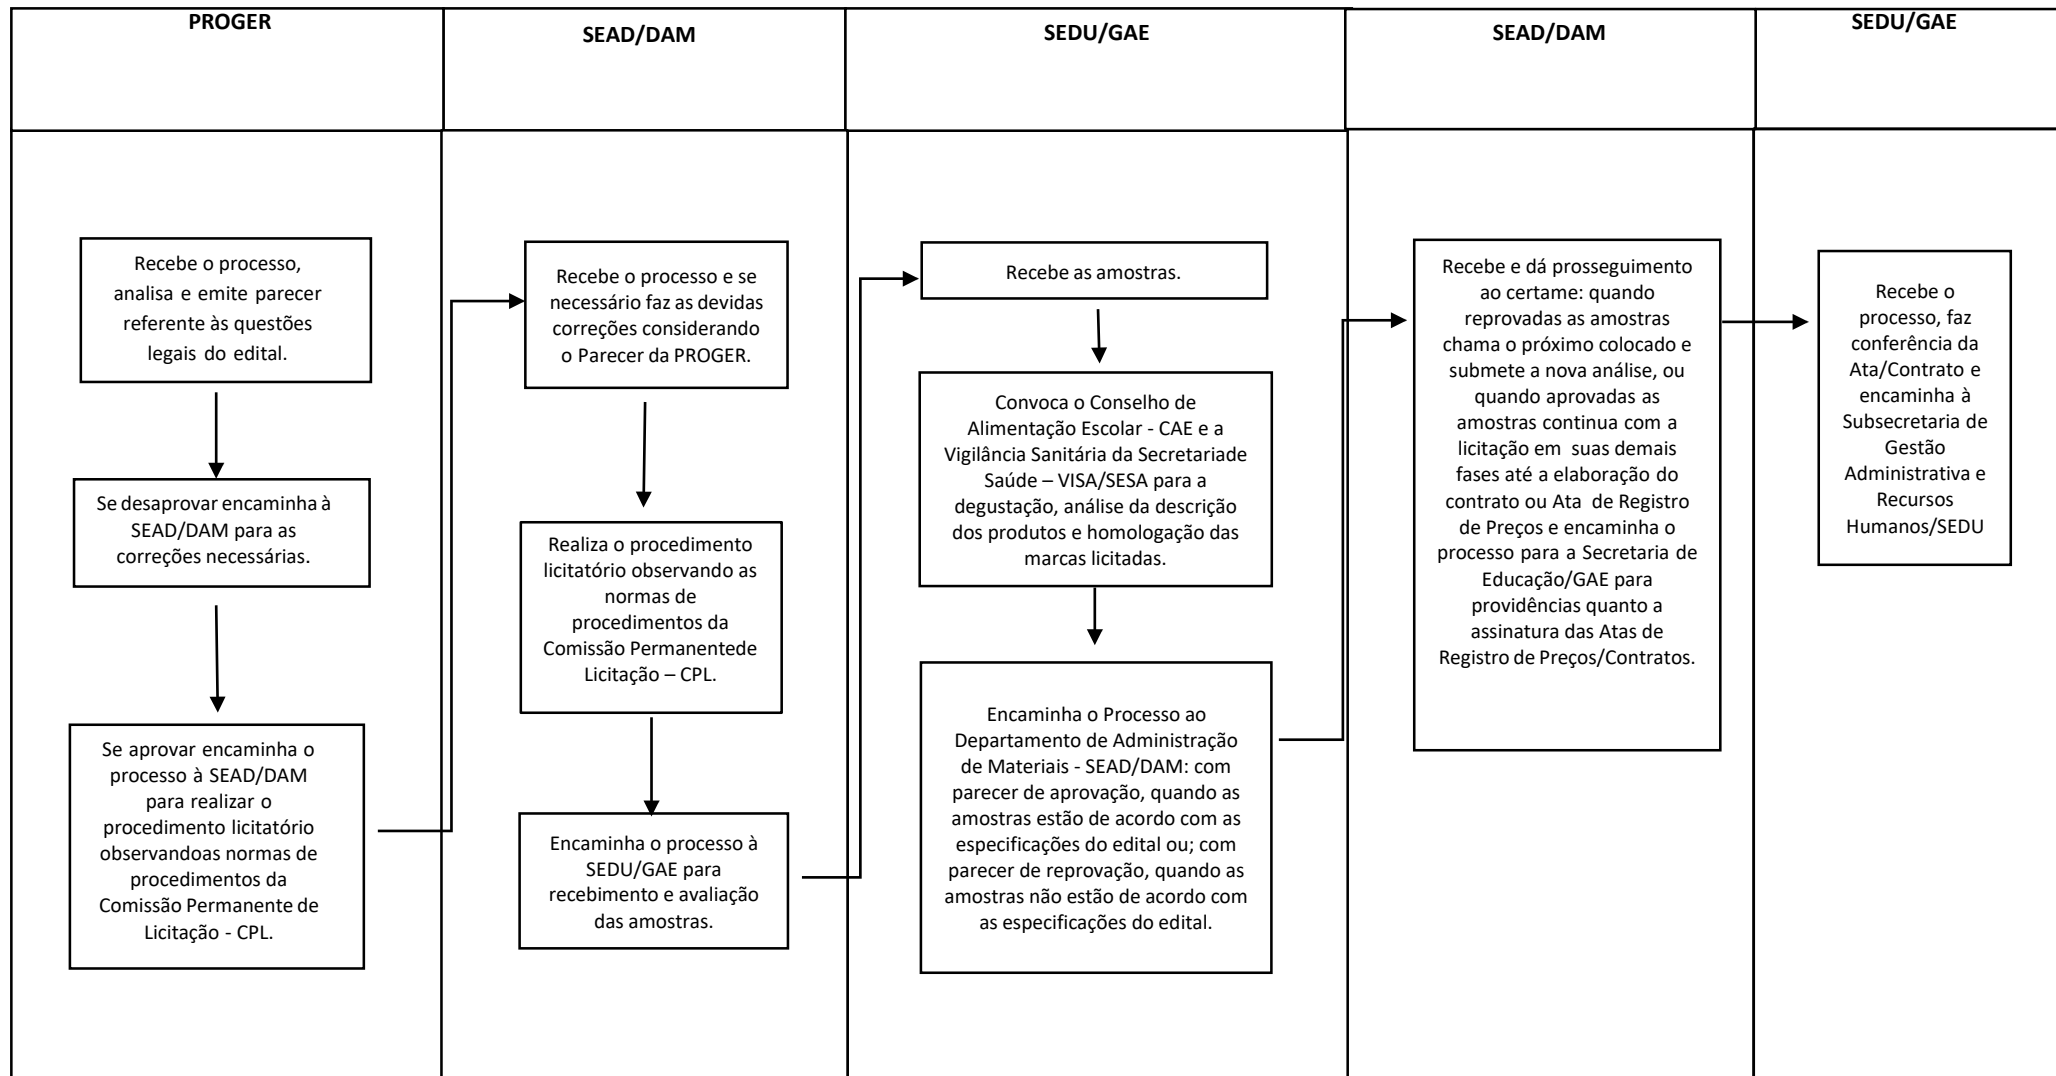 PROGER
SEAD/DAM
SEDU/GAE
SEAD/DAM
SEDU/GAE
Recebe o processo,
analisa e emite parecer
referente às questões
legais do edital.
Se desaprovar encaminha à
SEAD/DAM para as
correções necessárias.
Se aprovar encaminha o
processo à SEAD/DAM
para realizar o
procedimento licitatório
observandoas normas de
procedimentos da
Comissão Permanente de
Licitação - CPL.
Recebe o processo e se
necessário faz as devidas
correções considerando
o Parecer da PROGER.
Realiza o procedimento
licitatório observando as
normas de
procedimentos da
Comissão Permanentede
Licitação – CPL.
Encaminha o processo à
SEDU/GAE para
recebimento e avaliação
das amostras.
Recebe as amostras.
Convoca o Conselho de
Alimentação Escolar - CAE e a
Vigilância Sanitária da Secretariade
Saúde – VISA/SESA para a
degustação, análise da descrição
dos produtos e homologação das
marcas licitadas.
Encaminha o Processo ao
Departamento de Administração
de Materiais - SEAD/DAM: com
parecer de aprovação, quando as
amostras estão de acordo com as
especificações do edital ou; com
parecer de reprovação, quando as
amostras não estão de acordo com
as especificações do edital.
Recebe e dá prosseguimento
ao certame: quando
reprovadas as amostras
chama o próximo colocado e
submete a nova análise, ou
quando aprovadas as
amostras continua com a
licitação em suas demais
fases até a elaboração do
contrato ou Ata de Registro
de Preços e encaminha o
processo para a Secretaria de
Educação/GAE para
providências quanto a
assinatura das Atas de
Registro de Preços/Contratos.
Recebe o
processo, faz
conferência da
Ata/Contrato e
encaminha à
Subsecretaria de
Gestão
Administrativa e
Recursos
Humanos/SEDU